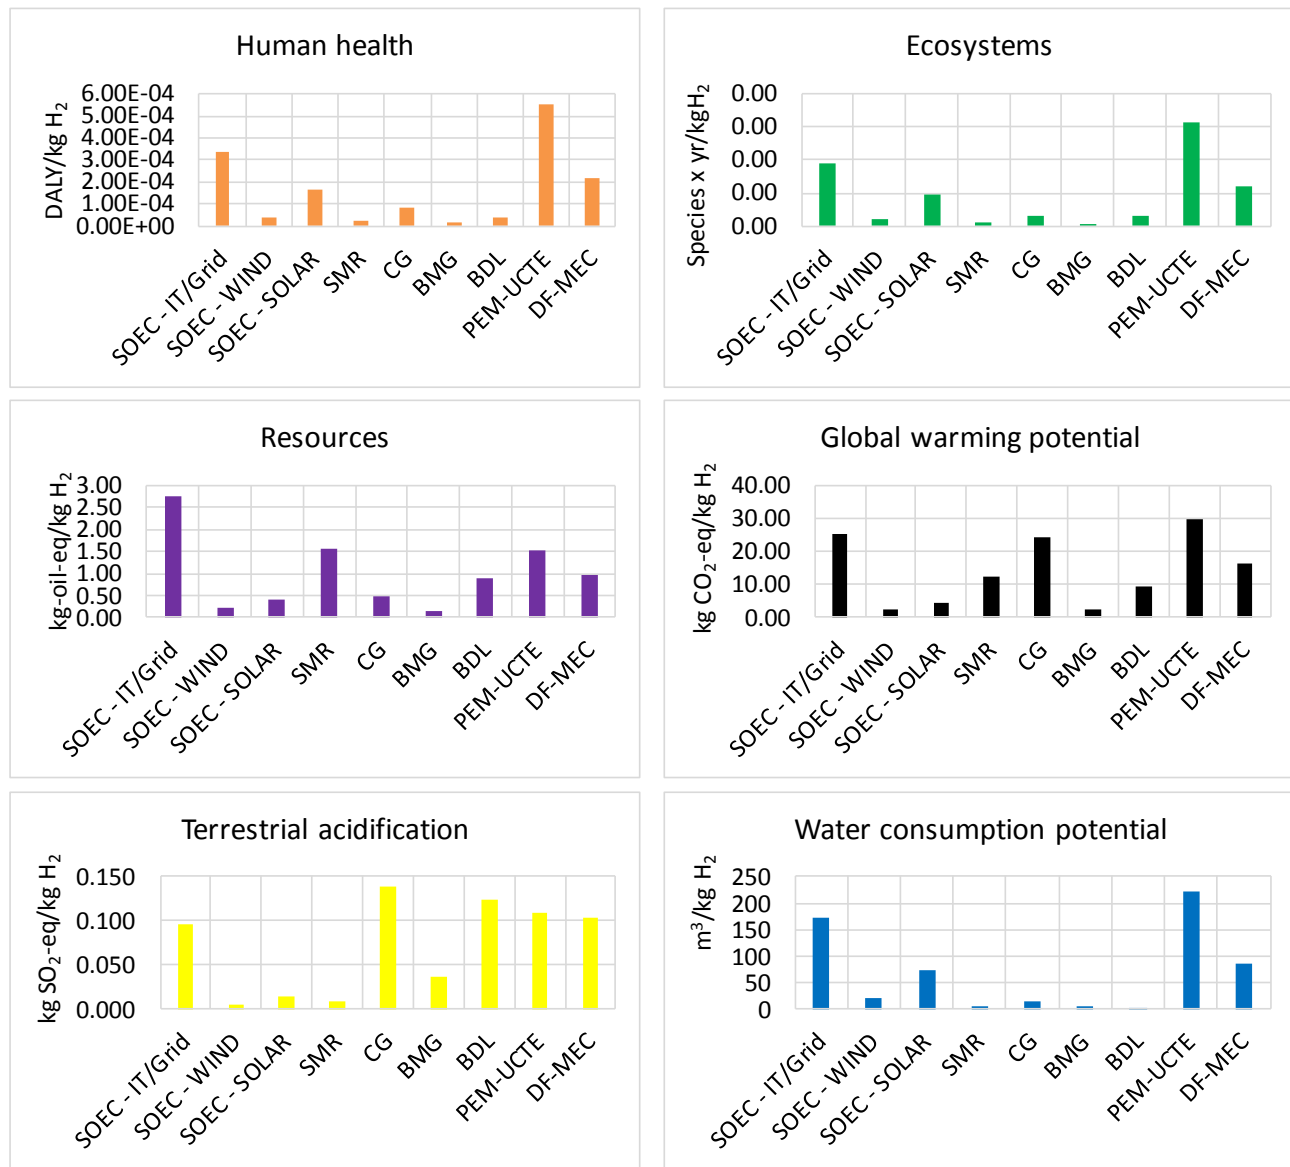 Human health
DALY/kg H₂
6.00E-04
5.00E-04
4.00E-04
3.00E-04
2.00E-04
1.00E-04
0.00E+00
SOEC - IT/Grid
SOEC - WIND
SOEC - SOLAR
SMR
CG
BMG
BDL
PEM-UCTE
DF-MEC
Ecosystems
Species x yr/kgH₂
0.00
0.00
0.00
0.00
0.00
SOEC - IT/Grid
SOEC - WIND
SOEC - SOLAR
SMR
CG
BMG
BDL
PEM-UCTE
DF-MEC
Resources
kg-oil-eq/kg H₂
3.00
2.50
2.00
1.50
1.00
0.50
0.00
SOEC - IT/Grid
SOEC - WIND
SOEC - SOLAR
SMR
CG
BMG
BDL
PEM-UCTE
DF-MEC
Global warming potential
kg CO₂-eq/kg H₂
40.00
30.00
20.00
10.00
0.00
SOEC - IT/Grid
SOEC - WIND
SOEC - SOLAR
SMR
CG
BMG
BDL
PEM-UCTE
DF-MEC
Terrestrial acidification
kg SO₂-eq/kg H₂
0.150
0.100
0.050
0.000
SOEC - IT/Grid
SOEC - WIND
SOEC - SOLAR
SMR
CG
BMG
BDL
PEM-UCTE
DF-MEC
Water consumption potential
m³/kg H₂
250
200
150
100
50
0
SOEC - IT/Grid
SOEC - WIND
SOEC - SOLAR
SMR
CG
BMG
BDL
PEM-UCTE
DF-MEC